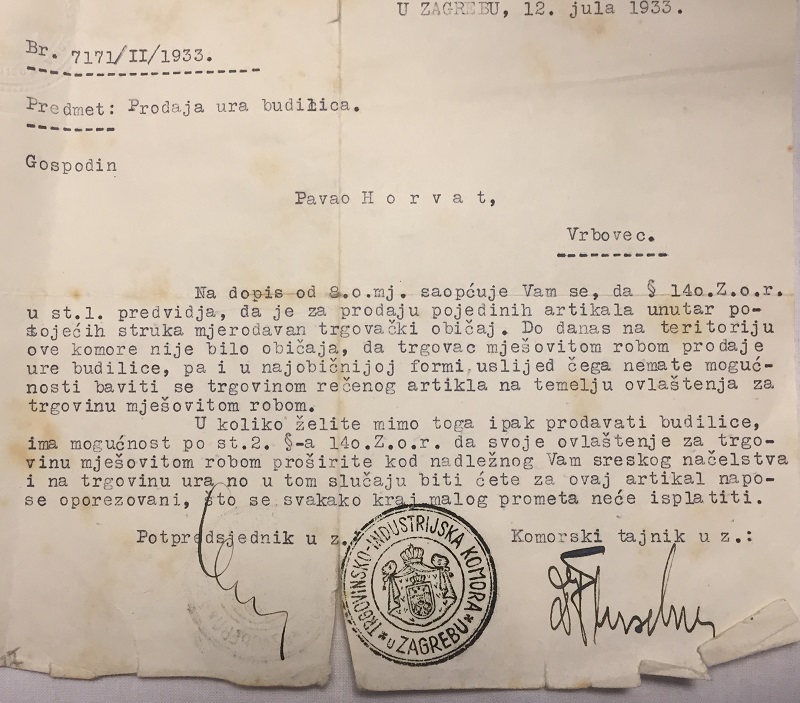 U ZAGREBU, 12. jula 1933.
Br. 7171/II/1933.
Predmet: Prodaja ura budilica.
Gospodin
Pavao H o r v a t,
Vrbovec.
Na dopis od 8.o.mj. saopćuje Vam se, da § 14o.Z.o.r.
u st.l. predvidja, da je za prodaju pojedinih artikala unutar po-
stojećih struka mjerodavan trgovački običaj. Do danas na teritoriju
ove komore nije bilo običaja, da trgovac mješovitom robom prodaje
ure budilice, pa i u najobičnijoj formi,uslijed čega nemate moguć-
nosti baviti se trgovinom rečenog artikla na temelju ovlaštenja za
trgovinu mješovitom robom.
U koliko želite mimo toga ipak prodavati budilice,
ima mogućnost po st.2. §-a 14o.Z.o.r. da svoje ovlaštenje za trgo-
vinu mješovitom robom proširite kod nadležnog Vam sreskog načelstva
i na trgovinu ura no u tom slučaju biti ćete za ovaj artikal napo-
se oporezovani, što se svakako kraj malog prometa neće isplatiti.
Potpredsjednik u z.
Komorski tajnik u z.:
TRGOVINSKO-INDUSTRIJSKA KOMORA
U ZAGREBU